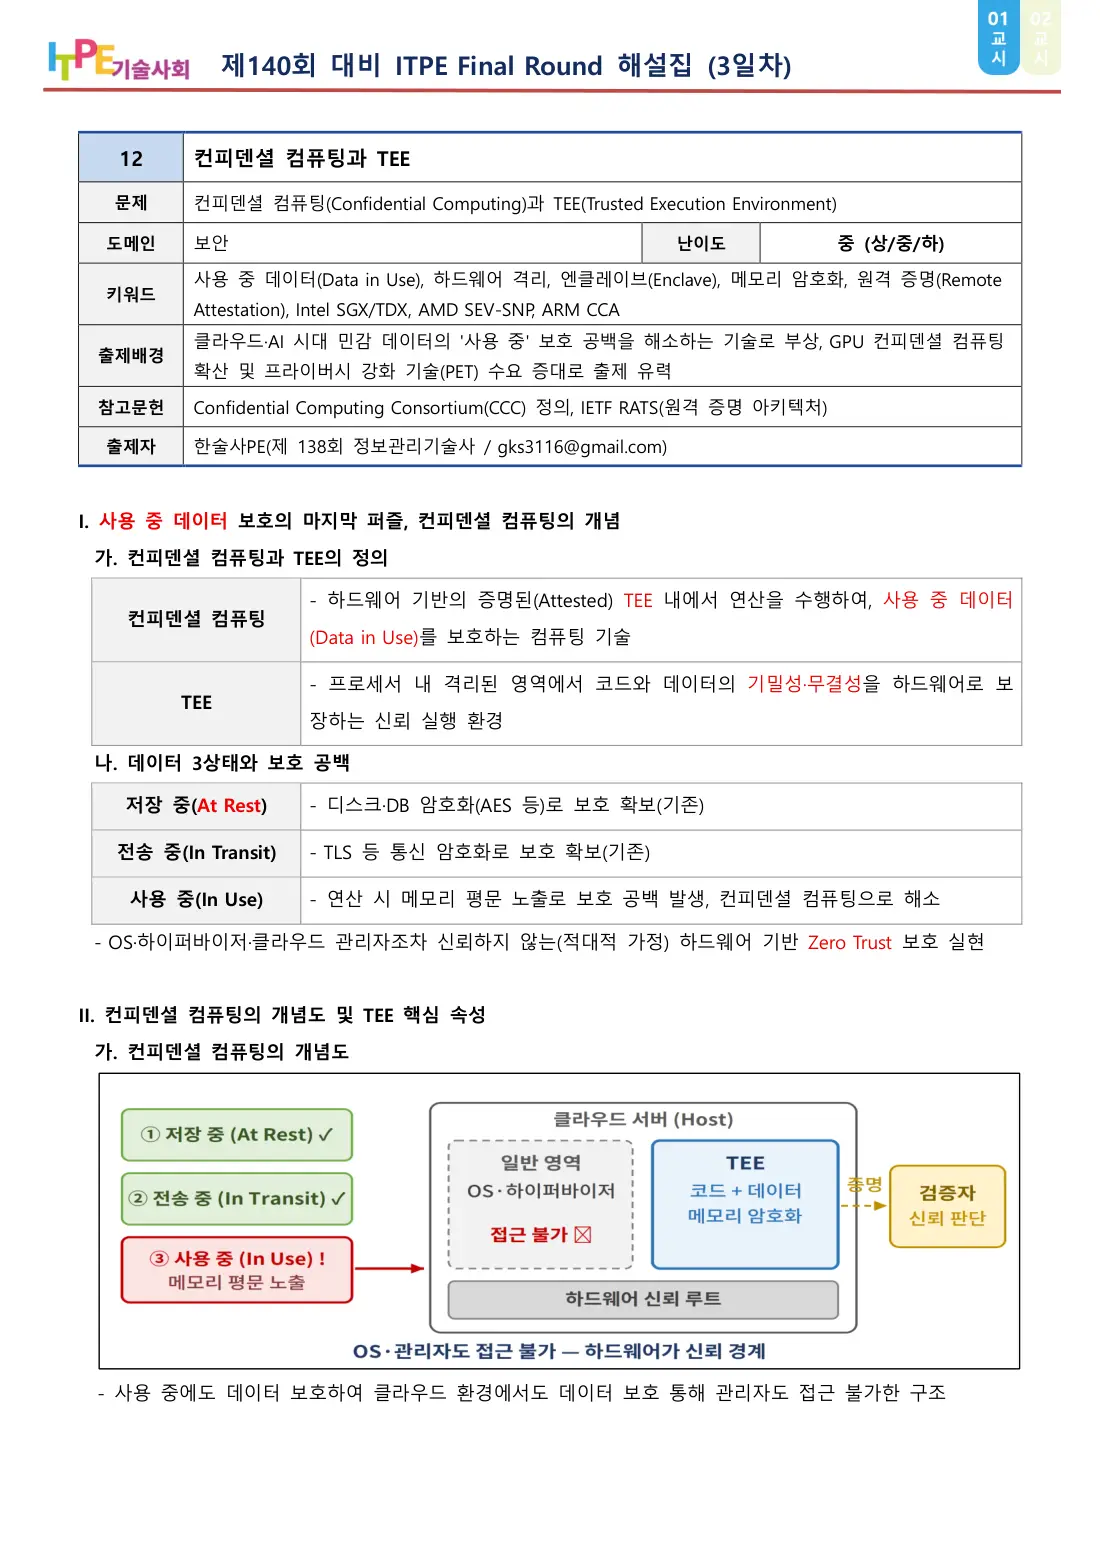 ITPE기술사회
제140회 대비 ITPE Final Round 해설집 (3일차)
01
교
시
02
교
시
12 컨피덴셜 컴퓨팅과 TEE
문제 컨피덴셜 컴퓨팅(Confidential Computing)과 TEE(Trusted Execution Environment)
도메인 보안 난이도 중 (상/중/하)
키워드 사용 중 데이터(Data in Use), 하드웨어 격리, 엔클레이브(Enclave), 메모리 암호화, 원격 증명(Remote
Attestation), Intel SGX/TDX, AMD SEV-SNP, ARM CCA
출제배경 클라우드·AI 시대 민감 데이터의 '사용 중' 보호 공백을 해소하는 기술로 부상, GPU 컨피덴셜 컴퓨팅
확산 및 프라이버시 강화 기술(PET) 수요 증대로 출제 유력
참고문헌 Confidential Computing Consortium(CCC) 정의, IETF RATS(원격 증명 아키텍처)
출제자 한술사PE(제 138회 정보관리기술사 / gks3116@gmail.com)
I. 사용 중 데이터 보호의 마지막 퍼즐, 컨피덴셜 컴퓨팅의 개념
가. 컨피덴셜 컴퓨팅과 TEE의 정의
컨피덴셜 컴퓨팅 - 하드웨어 기반의 증명된(Attested) TEE 내에서 연산을 수행하여, 사용 중 데이터
(Data in Use)를 보호하는 컴퓨팅 기술
TEE - 프로세서 내 격리된 영역에서 코드와 데이터의 기밀성·무결성을 하드웨어로 보
장하는 신뢰 실행 환경
나. 데이터 3상태와 보호 공백
저장 중(At Rest) - 디스크·DB 암호화(AES 등)로 보호 확보(기존)
전송 중(In Transit) - TLS 등 통신 암호화로 보호 확보(기존)
사용 중(In Use) - 연산 시 메모리 평문 노출로 보호 공백 발생, 컨피덴셜 컴퓨팅으로 해소
- OS·하이퍼바이저·클라우드 관리자조차 신뢰하지 않는(적대적 가정) 하드웨어 기반 Zero Trust 보호 실현
II. 컨피덴셜 컴퓨팅의 개념도 및 TEE 핵심 속성
가. 컨피덴셜 컴퓨팅의 개념도
① 저장 중 (At Rest) ✓
② 전송 중 (In Transit) ✓
③ 사용 중 (In Use) !
메모리 평문 노출
클라우드 서버 (Host)
일반 영역
OS·하이퍼바이저
접근 불가 ☒
TEE
코드 + 데이터
메모리 암호화
하드웨어 신뢰 루트
증명
검증자
신뢰 판단
OS·관리자도 접근 불가 — 하드웨어가 신뢰 경계
- 사용 중에도 데이터 보호하여 클라우드 환경에서도 데이터 보호 통해 관리자도 접근 불가한 구조